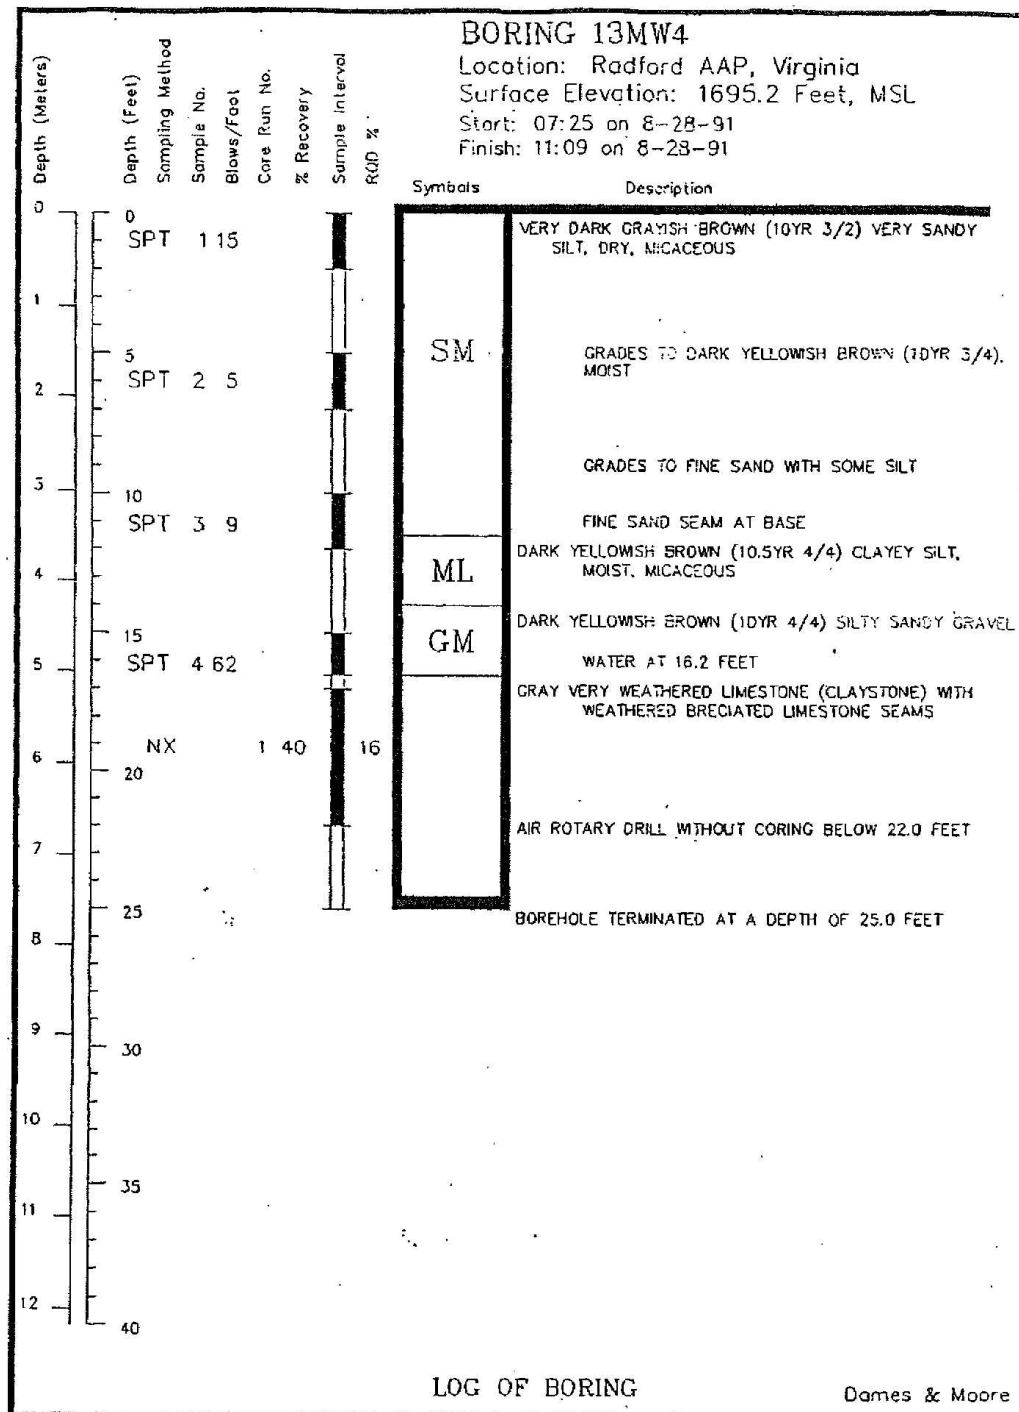 BORING 13MW4
Location: Radford AAP, Virginia
Surface Elevation: 1695.2 Feet, MSL
Start: 07:25 on 8-28-91
Finish: 11:09 on 8-28-91
Depth (Meters)
Depth (Feet)
Sampling Method
Sample No.
Blows/Foot
Core Run No.
% Recovery
Sample Interval
RQD %
Symbols Description
0 0
VERY DARK GRAYISH BROWN (10YR 3/2) VERY SANDY
SPT 1 15
SILT, DRY, MICACEOUS
1
5 SM GRADES TO DARK YELLOWISH BROWN (10YR 3/4),
MOIST
SPT 2 5
2
GRADES TO FINE SAND WITH SOME SILT
3
10
SPT 3 9 FINE SAND SEAM AT BASE
DARK YELLOWISH BROWN (10.5YR 4/4) CLAYEY SILT,
4 ML MOIST, MICACEOUS
DARK YELLOWISH BROWN (10YR 4/4) SILTY SANDY GRAVEL
15 GM
5 SPT 4 62 WATER AT 16.2 FEET
GRAY VERY WEATHERED LIMESTONE (CLAYSTONE) WITH
WEATHERED BRECIATED LIMESTONE SEAMS
6 NX 1 40 16
20
AIR ROTARY DRILL WITHOUT CORING BELOW 22.0 FEET
7
25 BOREHOLE TERMINATED AT A DEPTH OF 25.0 FEET
8
9
30
10
35
11
12
40
LOG OF BORING
Dames & Moore